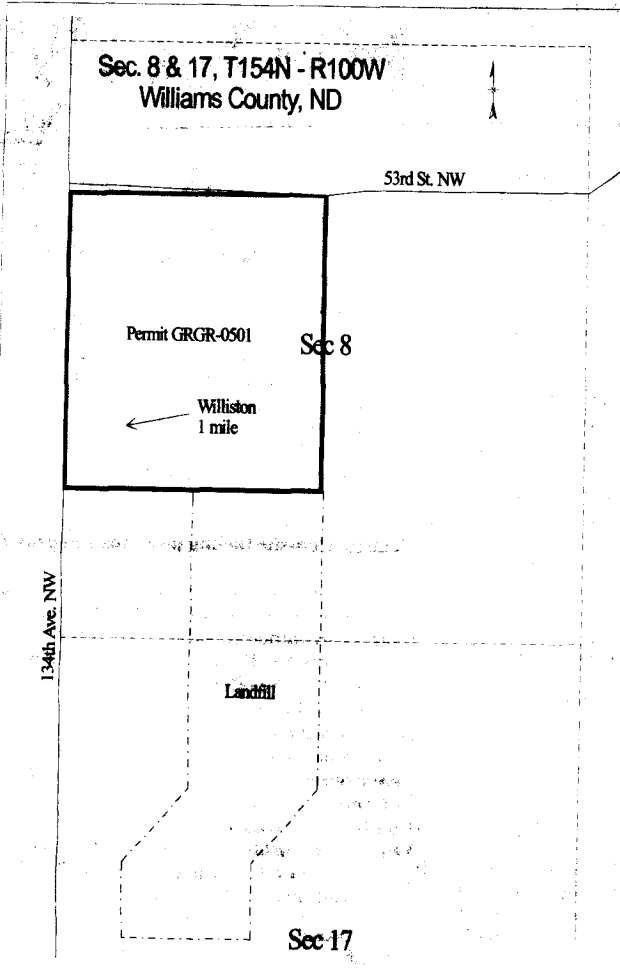 Sec. 8 & 17, T154N - R100W
Williams County, ND
53rd St. NW
Permit GRGR-0501
Sec 8
Williston
1 mile
134th Ave. NW
Landfill
Sec 17